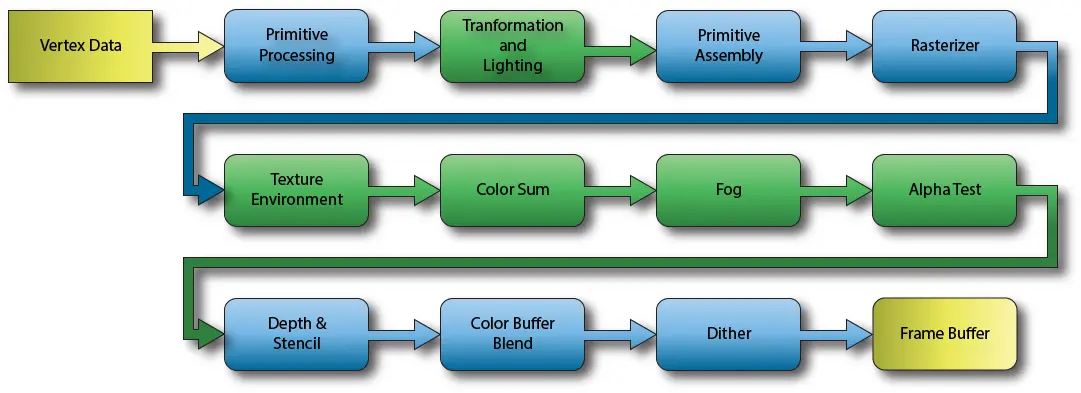 Vertex Data
Primitive
Processing
Tranformation
and
Lighting
Primitive
Assembly
Rasterizer
Texture
Environment
Color Sum
Fog
Alpha Test
Depth &
Stencil
Color Buffer
Blend
Dither
Frame Buffer